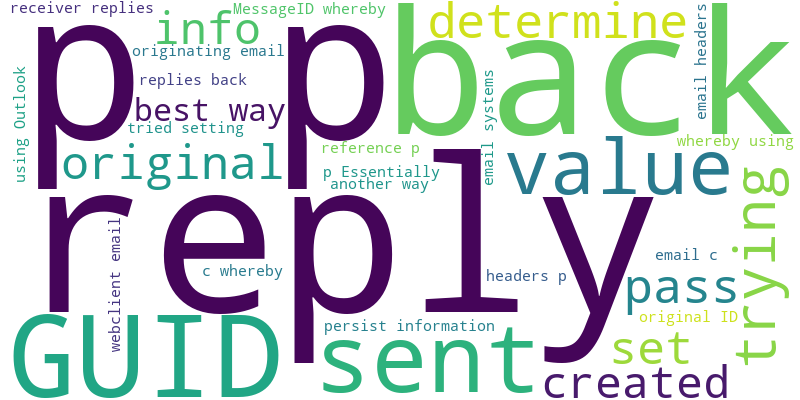 receiver replies
MessageID whereby
info
determine
email headers
p p
back
originating email
replies back
using Outlook
best way
email systems
tried setting
whereby using
reference p
original
value
p Essentially
another way
trying
reply
webclient email
c whereby
headers p
email c
pass
original ID
GUID
persist information
sent
set
created